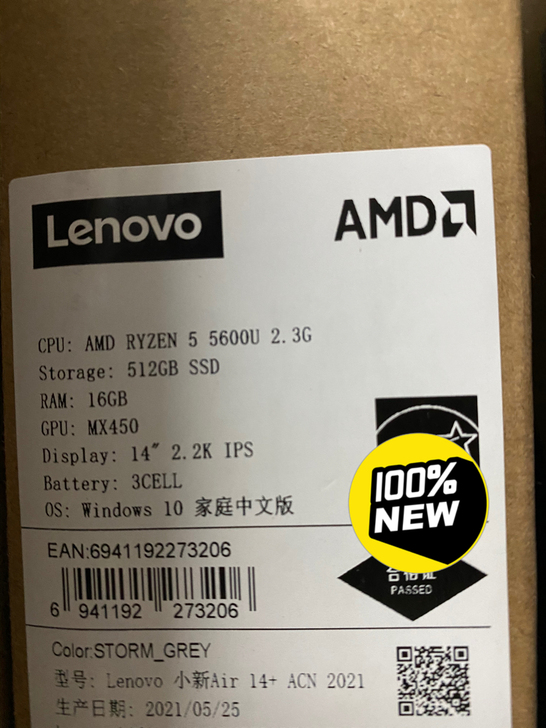 Lenovo
AMD
CPU: AMD RYZEN 5 5600U 2.3G
Storage: 512GB SSD
RAM: 16GB
GPU: MX450
Display: 14″ 2.2K IPS
Battery: 3CELL
OS: Windows 10 家庭中文版
100%
NEW
EAN:6941192273206
合格证
PASSED
6 941192 273206
Color:STORM_GREY
型号: Lenovo 小新Air 14+ ACN 2021
生产日期: 2021/05/25